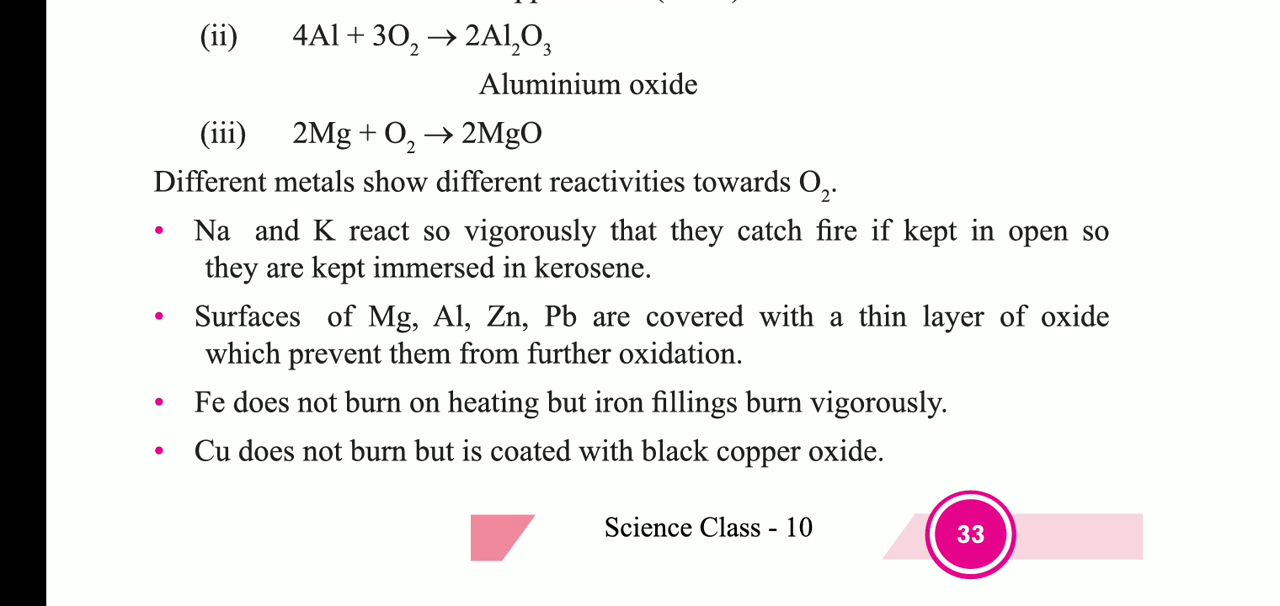 (ii) 4Al + 3O₂ → 2Al₂O₃
Aluminium oxide
(iii) 2Mg + O₂ → 2MgO
Different metals show different reactivities towards O₂.
• Na and K react so vigorously that they catch fire if kept in open so
they are kept immersed in kerosene.
• Surfaces of Mg, Al, Zn, Pb are covered with a thin layer of oxide
which prevent them from further oxidation.
• Fe does not burn on heating but iron fillings burn vigorously.
• Cu does not burn but is coated with black copper oxide.
Science Class - 10
33